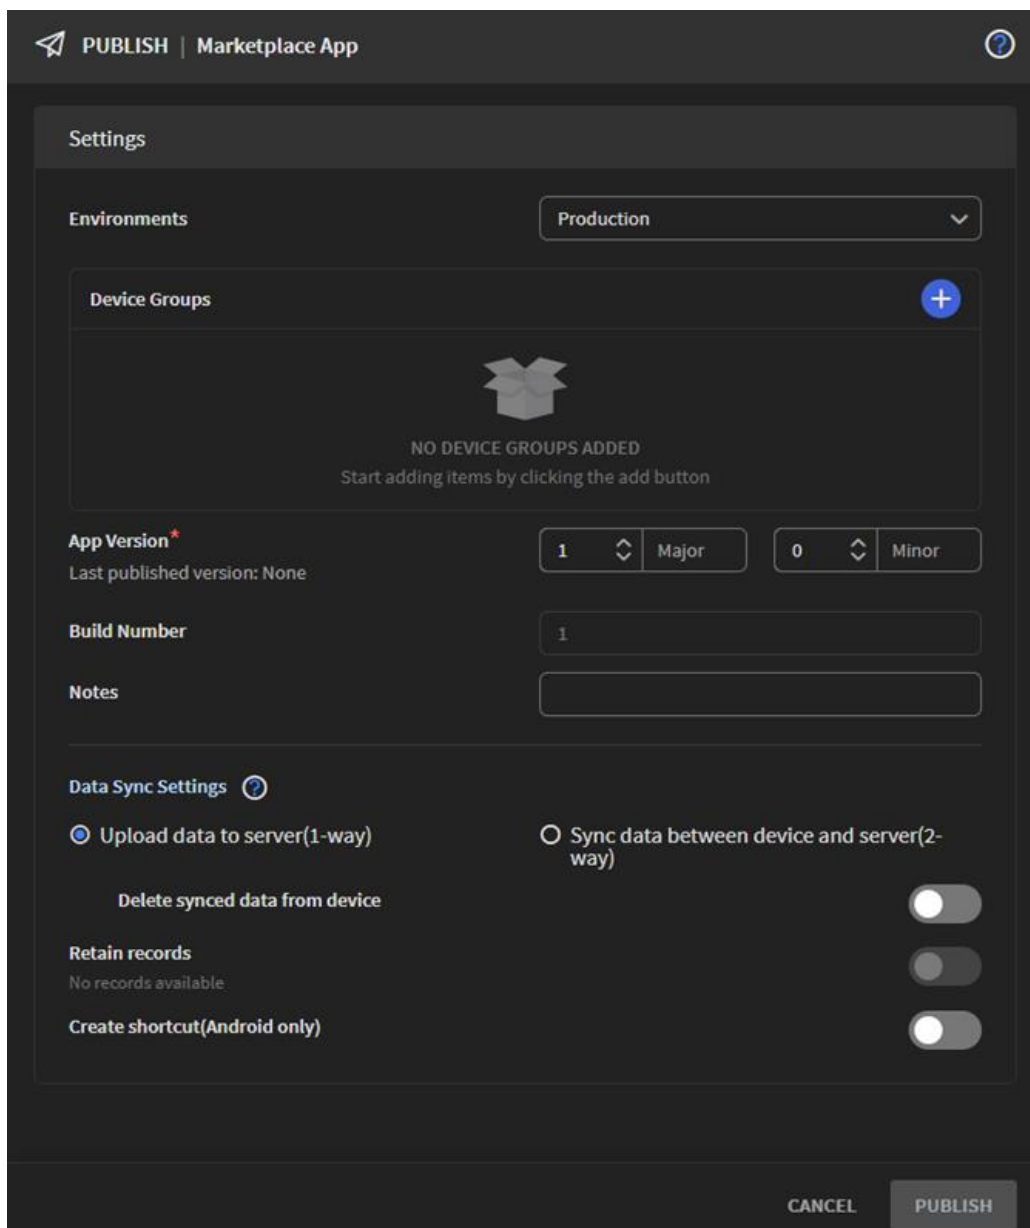 PUBLISH | Marketplace App
Settings
Environments
Production
Device Groups
NO DEVICE GROUPS ADDED
Start adding items by clicking the add button
App Version*
1 Major 0 Minor
Last published version: None
Build Number
1
Notes
Data Sync Settings ?
Upload data to server(1-way)
Sync data between device and server(2-
way)
Delete synced data from device
Retain records
No records available
Create shortcut(Android only)
CANCEL PUBLISH